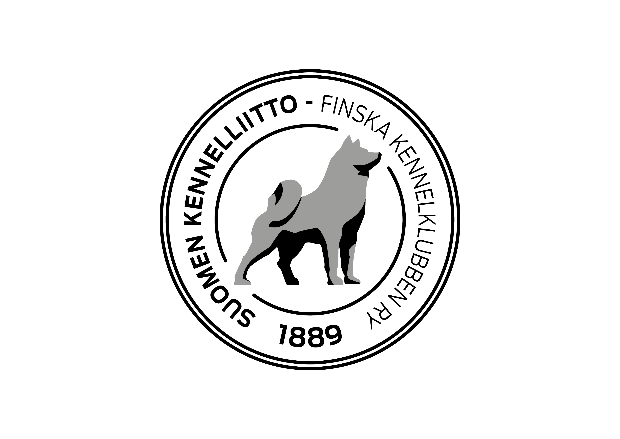 SUOMEN KENNELLIITTO - FINSKA KENNELKLUBBEN RY
1889